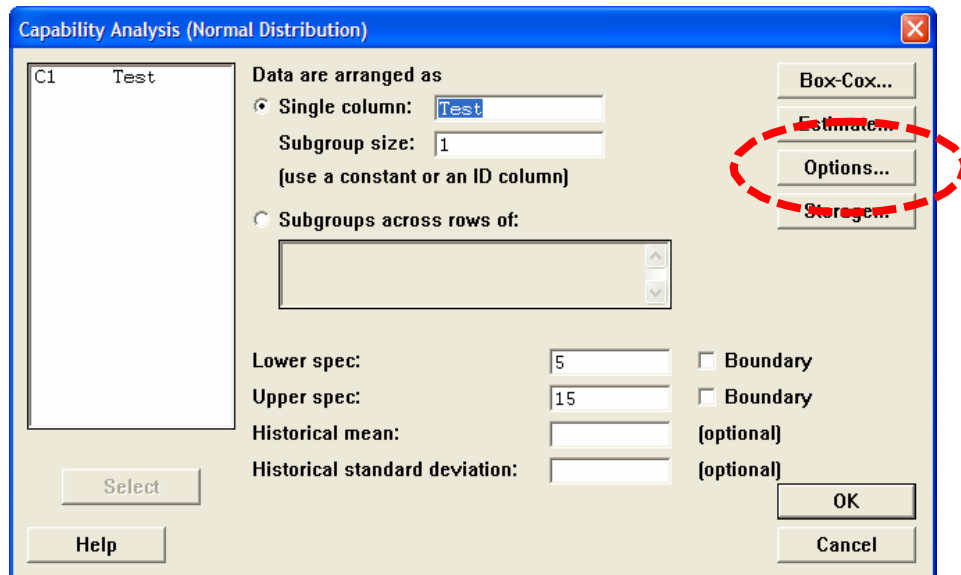 Capability Analysis (Normal Distribution)
C1 Test
Data are arranged as
Single column: Test
Subgroup size: 1
(use a constant or an ID column)
Subgroups across rows of:
Box-Cox...
Estimate...
Options...
Storage...
Lower spec: 5 Boundary
Upper spec: 15 Boundary
Historical mean: (optional)
Historical standard deviation: (optional)
Select
OK
Help
Cancel